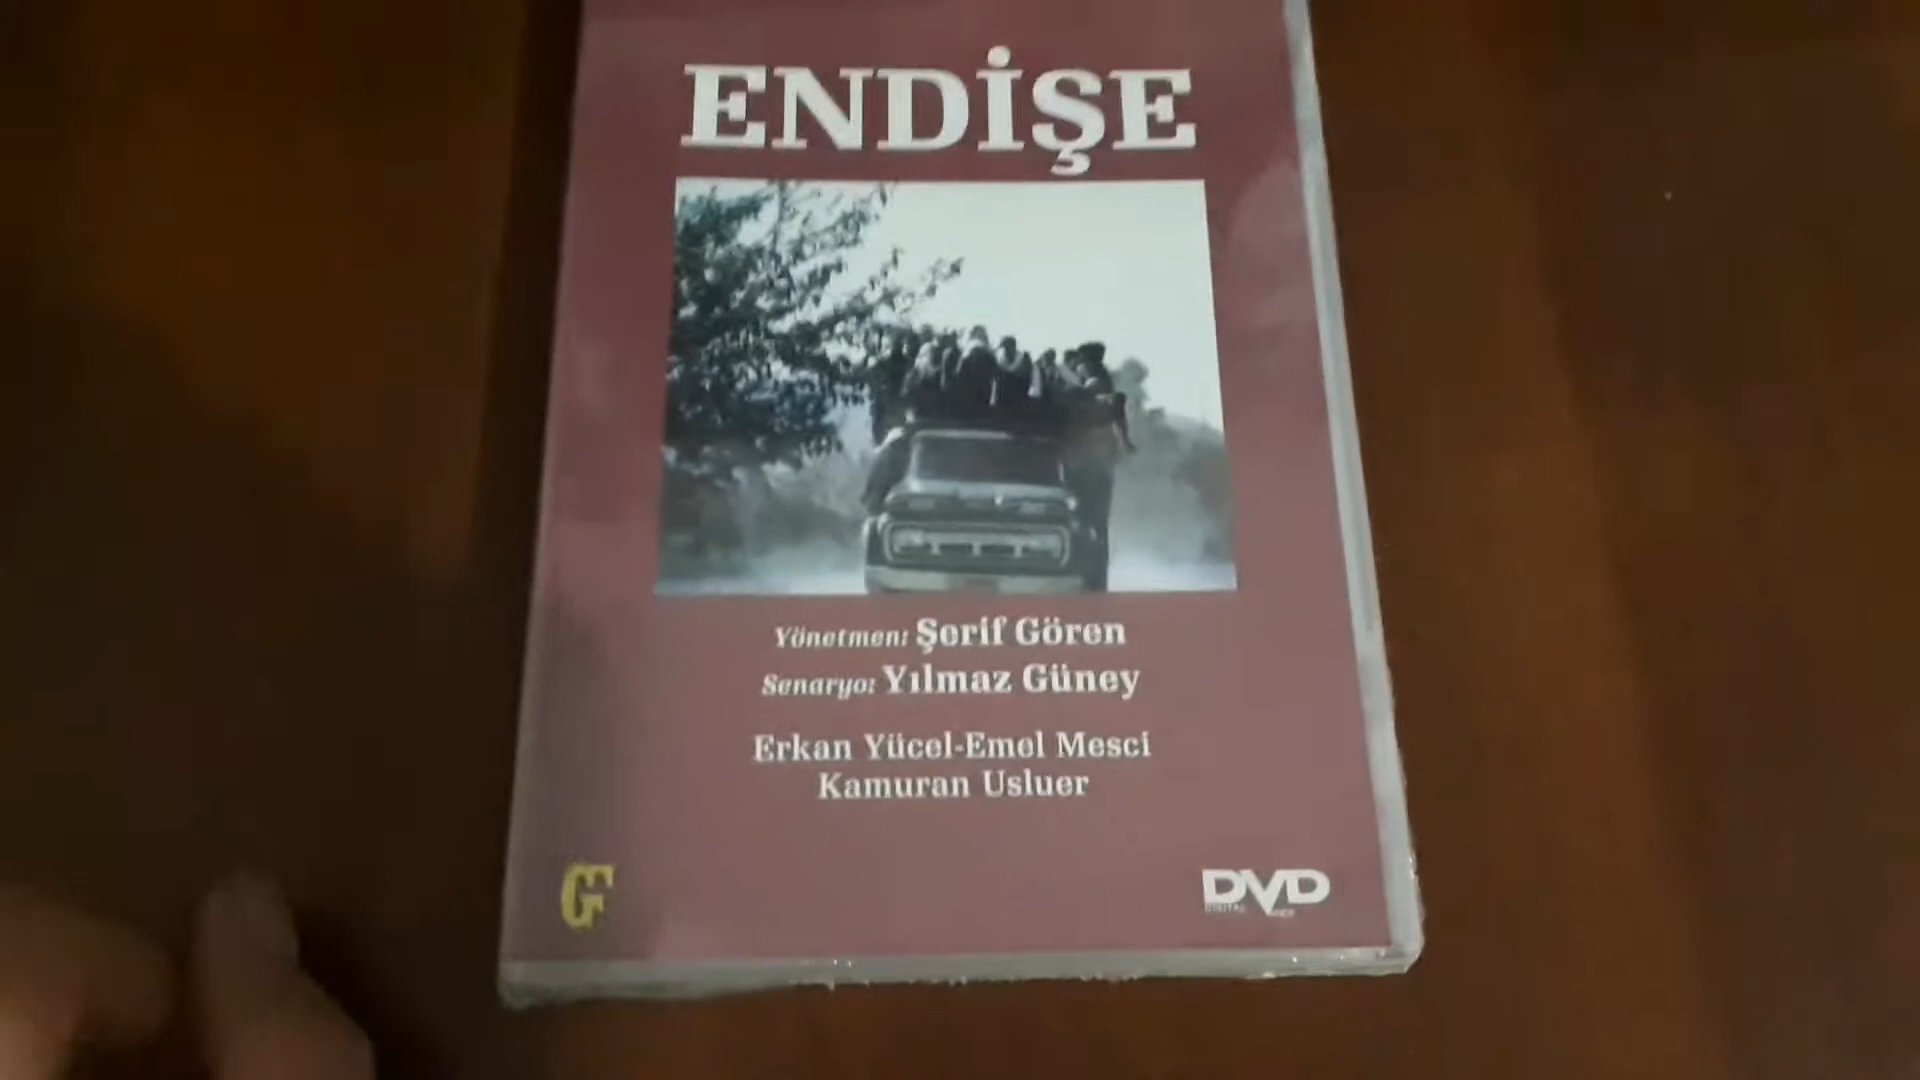 ENDİŞE
Yönetmen: Şerif Gören
Senaryo: Yılmaz Güney
Erkan Yücel-Emel Mesci
Kamuran Usluer
GF
DVD